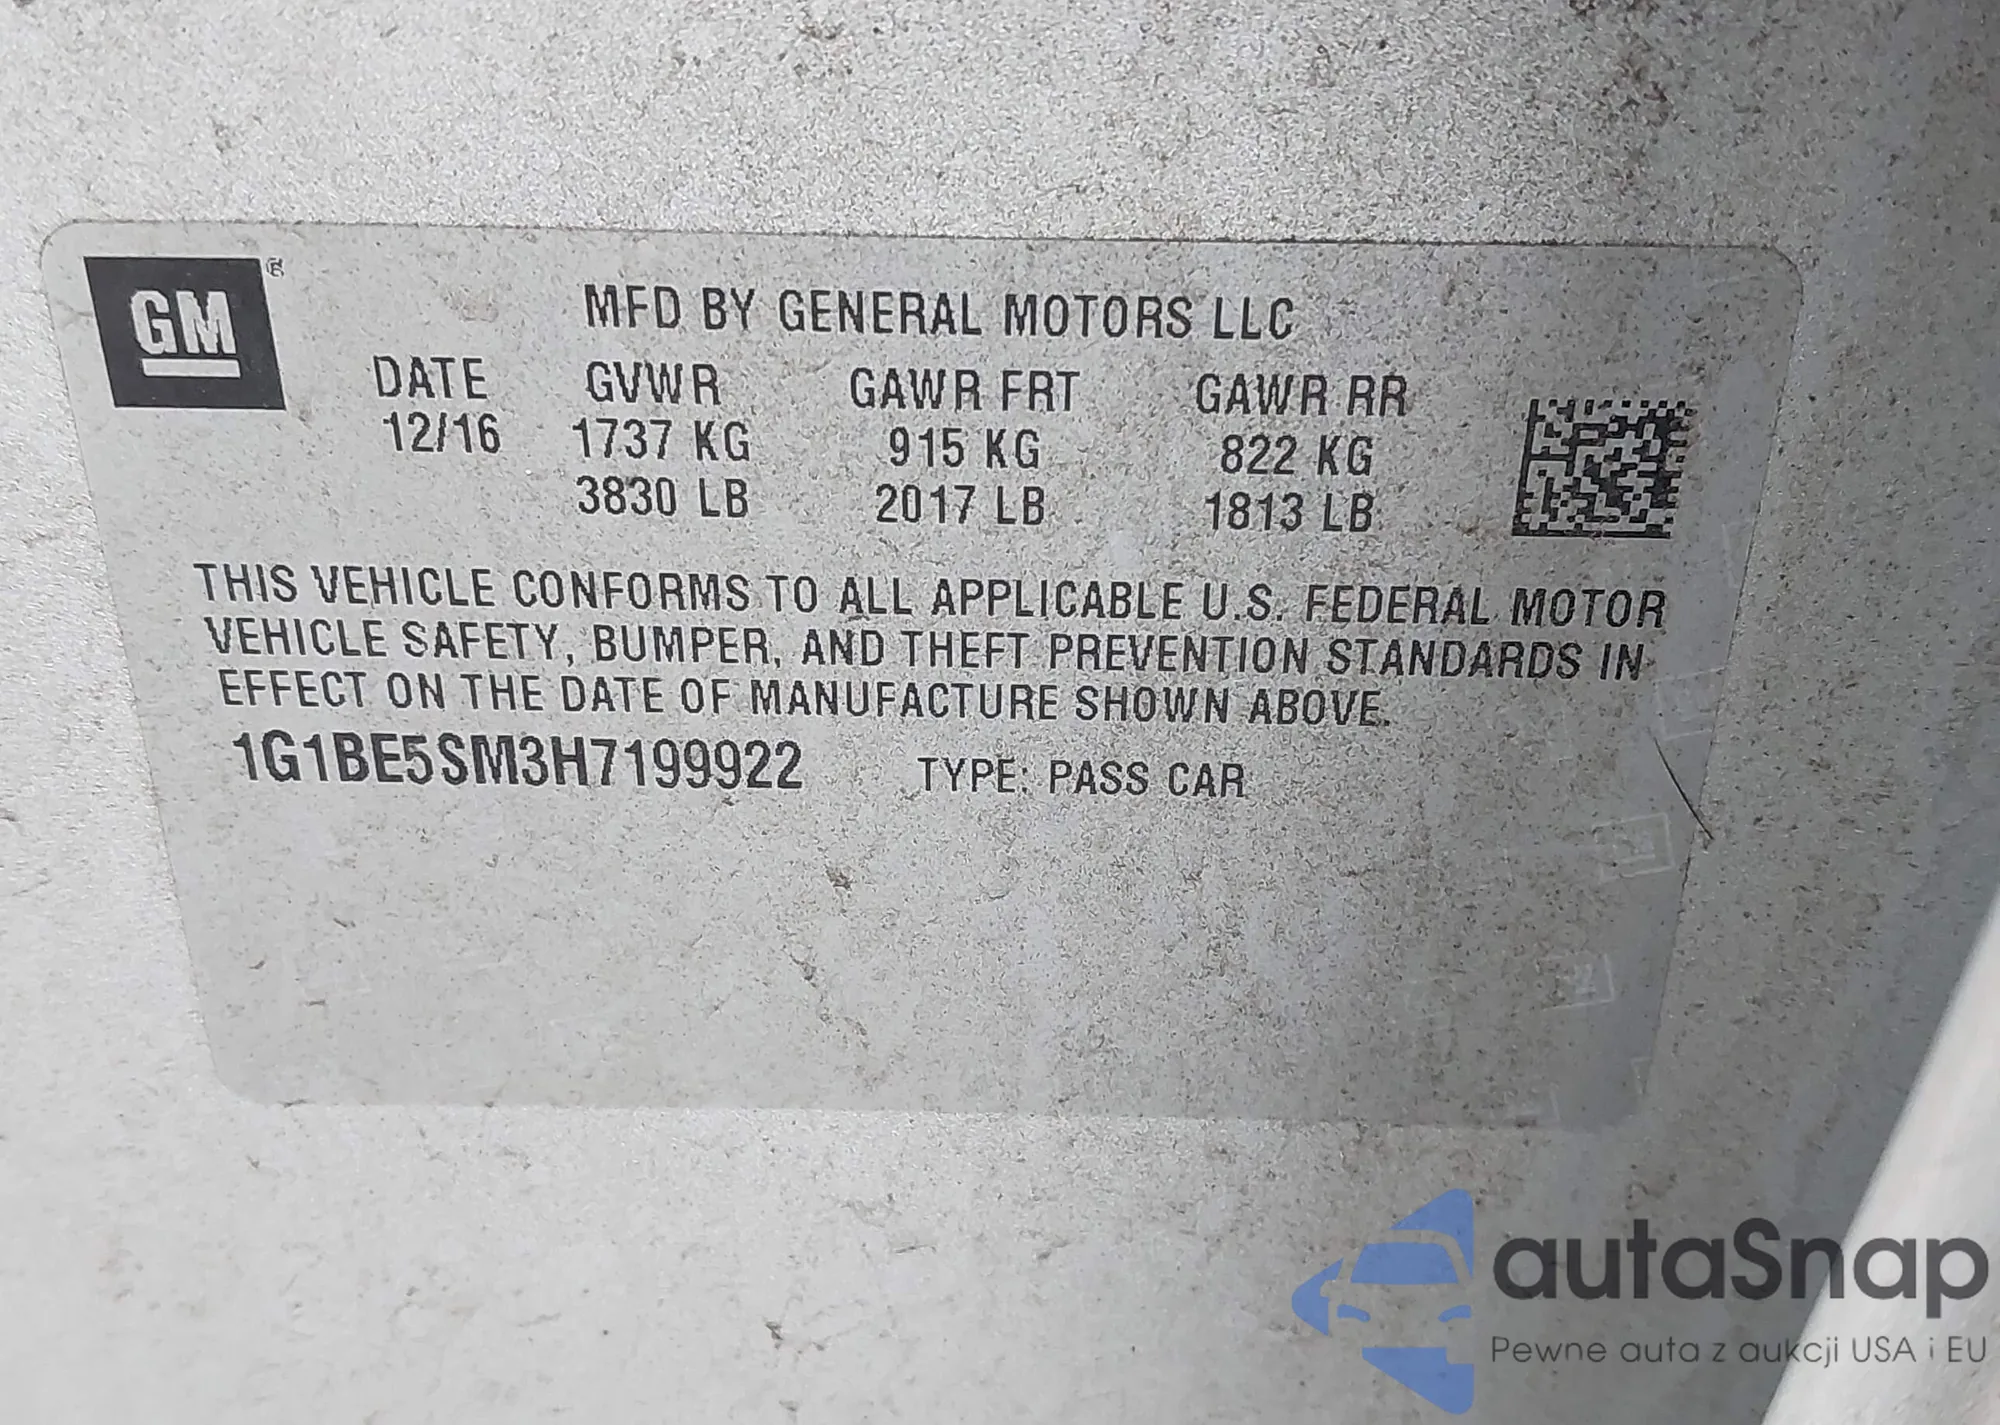 GM®
MFD BY GENERAL MOTORS LLC
DATE GVWR GAWR FRT GAWR RR
12/16 1737 KG 915 KG 822 KG
3830 LB 2017 LB 1813 LB
THIS VEHICLE CONFORMS TO ALL APPLICABLE U.S. FEDERAL MOTOR
VEHICLE SAFETY, BUMPER, AND THEFT PREVENTION STANDARDS IN
EFFECT ON THE DATE OF MANUFACTURE SHOWN ABOVE.
1G1BE5SM3H7199922 TYPE: PASS CAR
autaSnap
Pewne auta z aukcji USA i EU